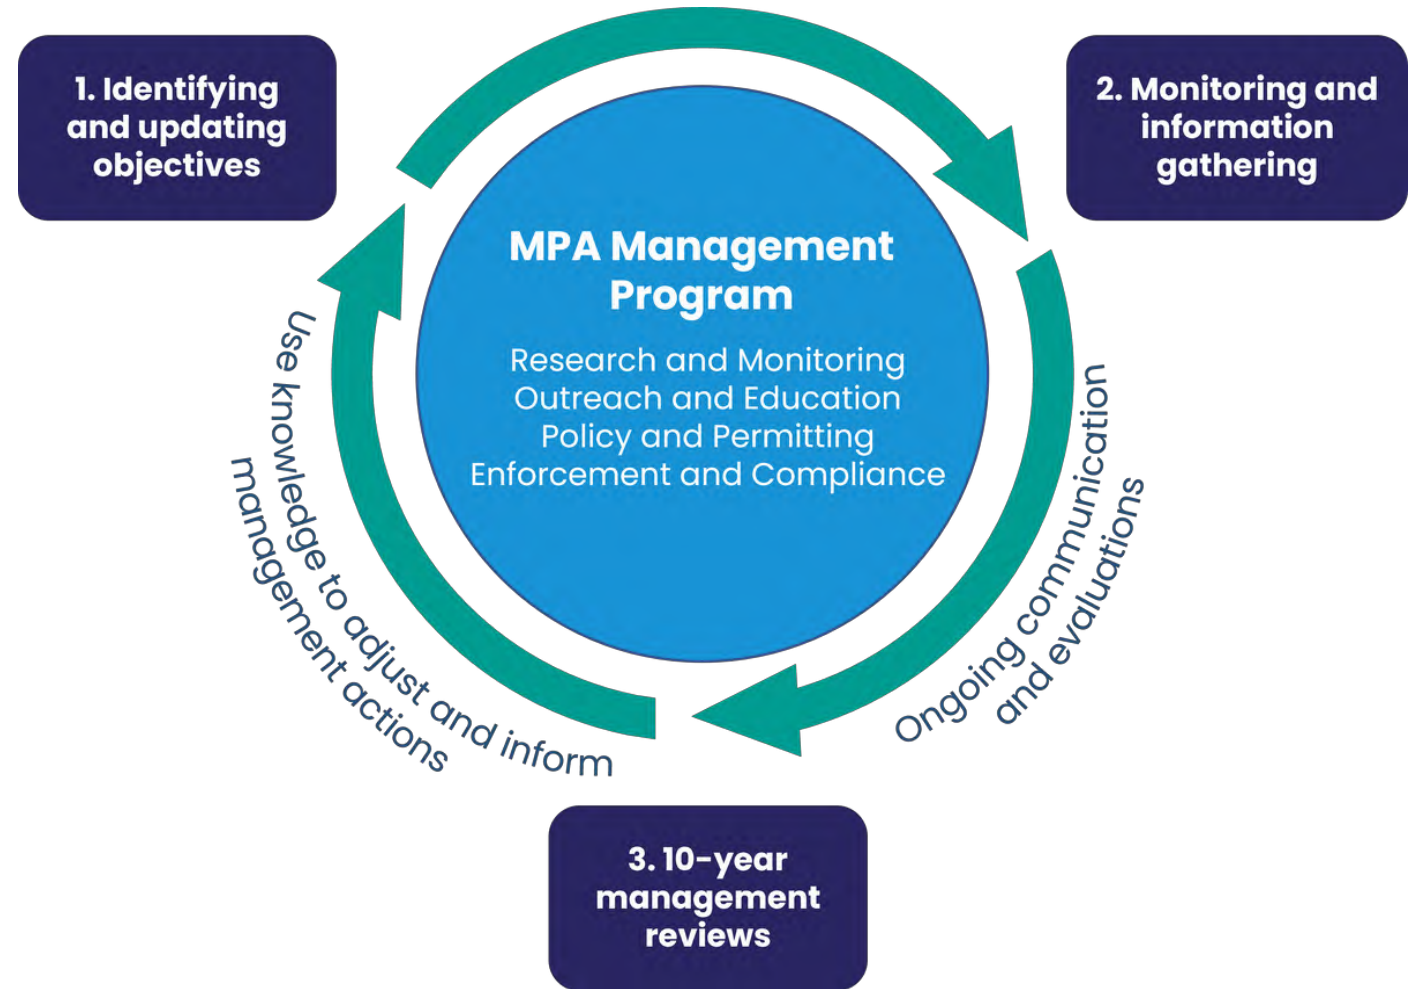 1. Identifying
and updating
objectives
2. Monitoring and
information
gathering
MPA Management
Program
Research and Monitoring
Outreach and Education
Policy and Permitting
Enforcement and Compliance
Ongoing communication
and evaluations
Use knowledge to adjust and inform
management actions
3. 10-year
management
reviews